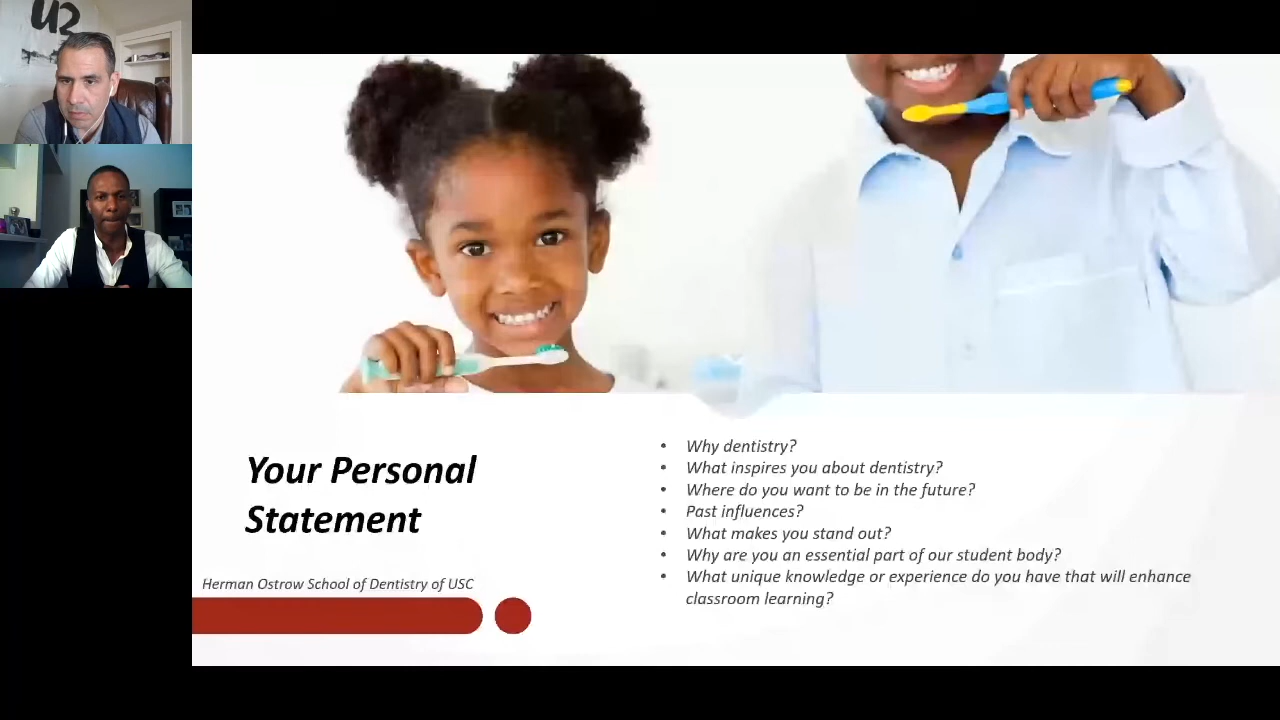 U2
Your Personal
Statement
Herman Ostrow School of Dentistry of USC
• Why dentistry?
• What inspires you about dentistry?
• Where do you want to be in the future?
• Past influences?
• What makes you stand out?
• Why are you an essential part of our student body?
• What unique knowledge or experience do you have that will enhance
classroom learning?